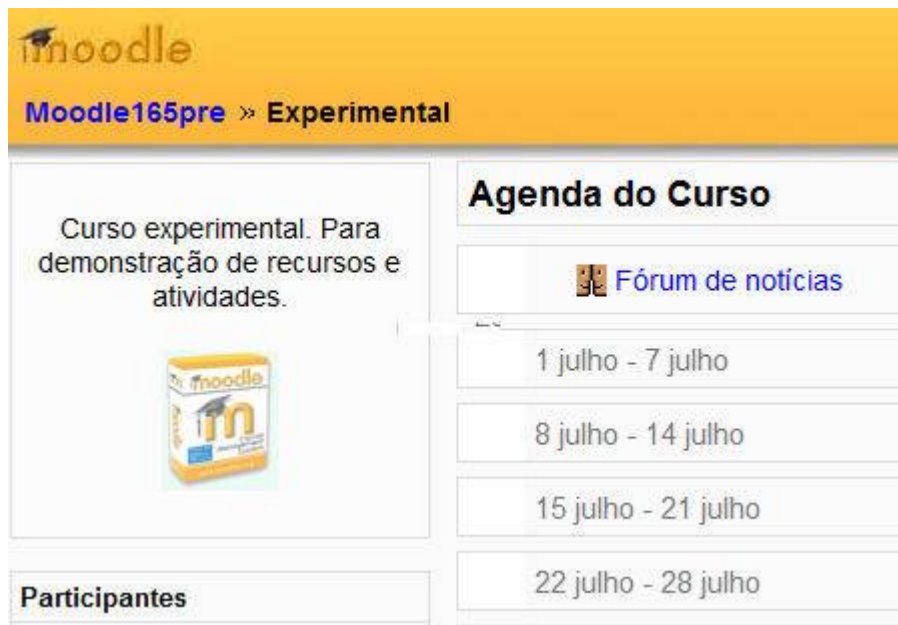 moodle
Moodle165pre » Experimental
Curso experimental. Para
demonstração de recursos e
atividades.
moodle
m
Participantes
Agenda do Curso
Fórum de notícias
1 julho - 7 julho
8 julho - 14 julho
15 julho - 21 julho
22 julho - 28 julho